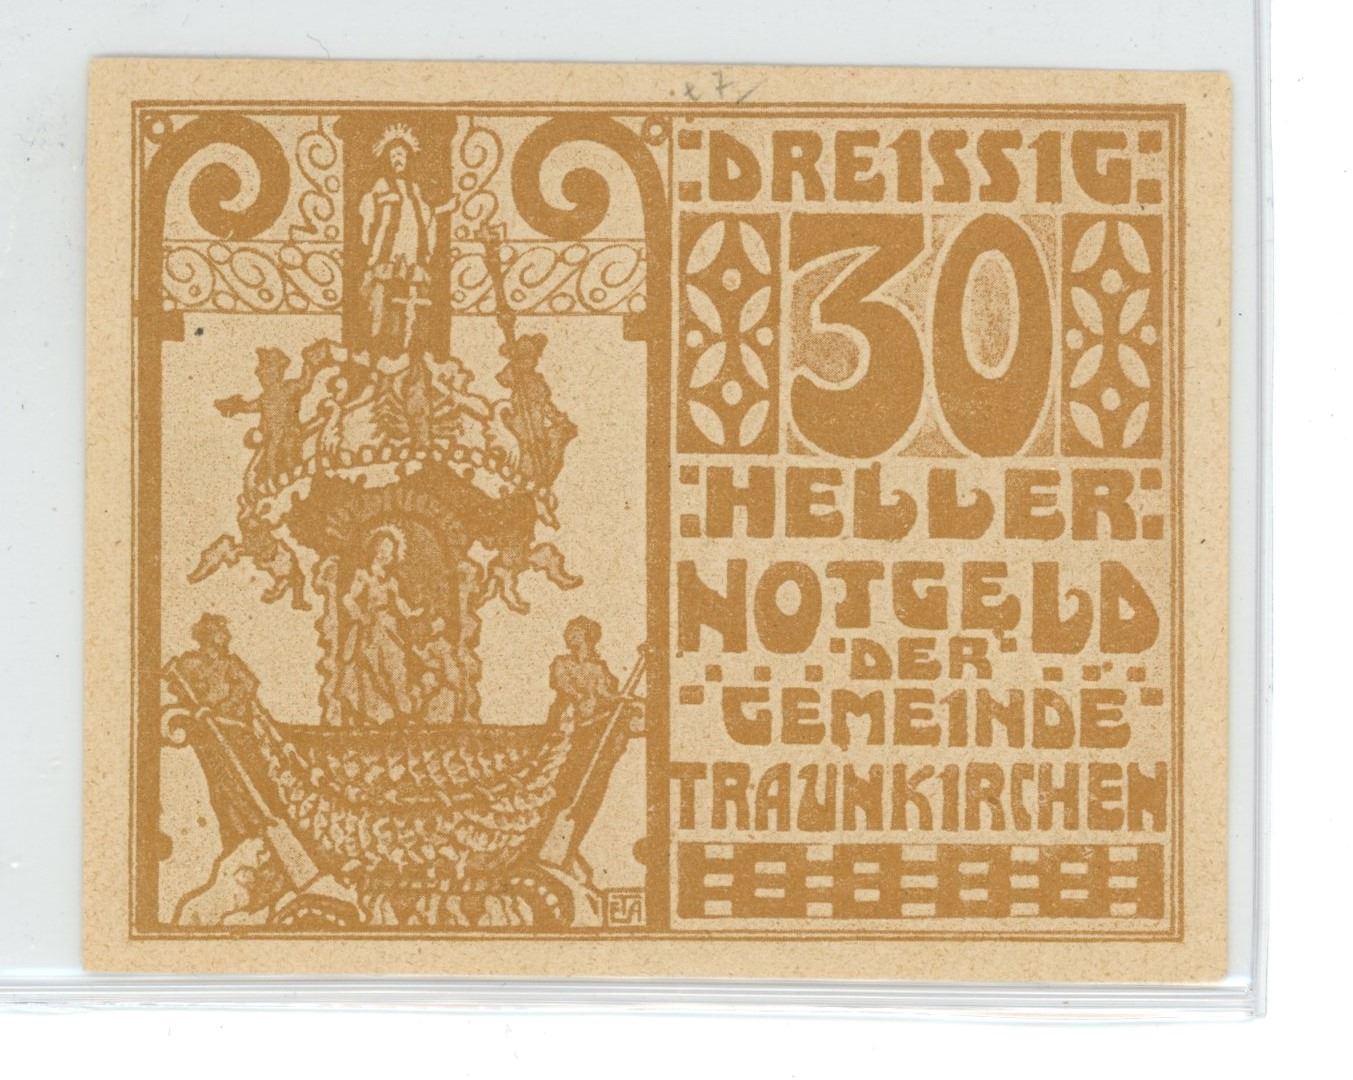 DREISSIG
30
HELLER
NOTGELD
DER
GEMEINDE
TRAUNKIRCHEN